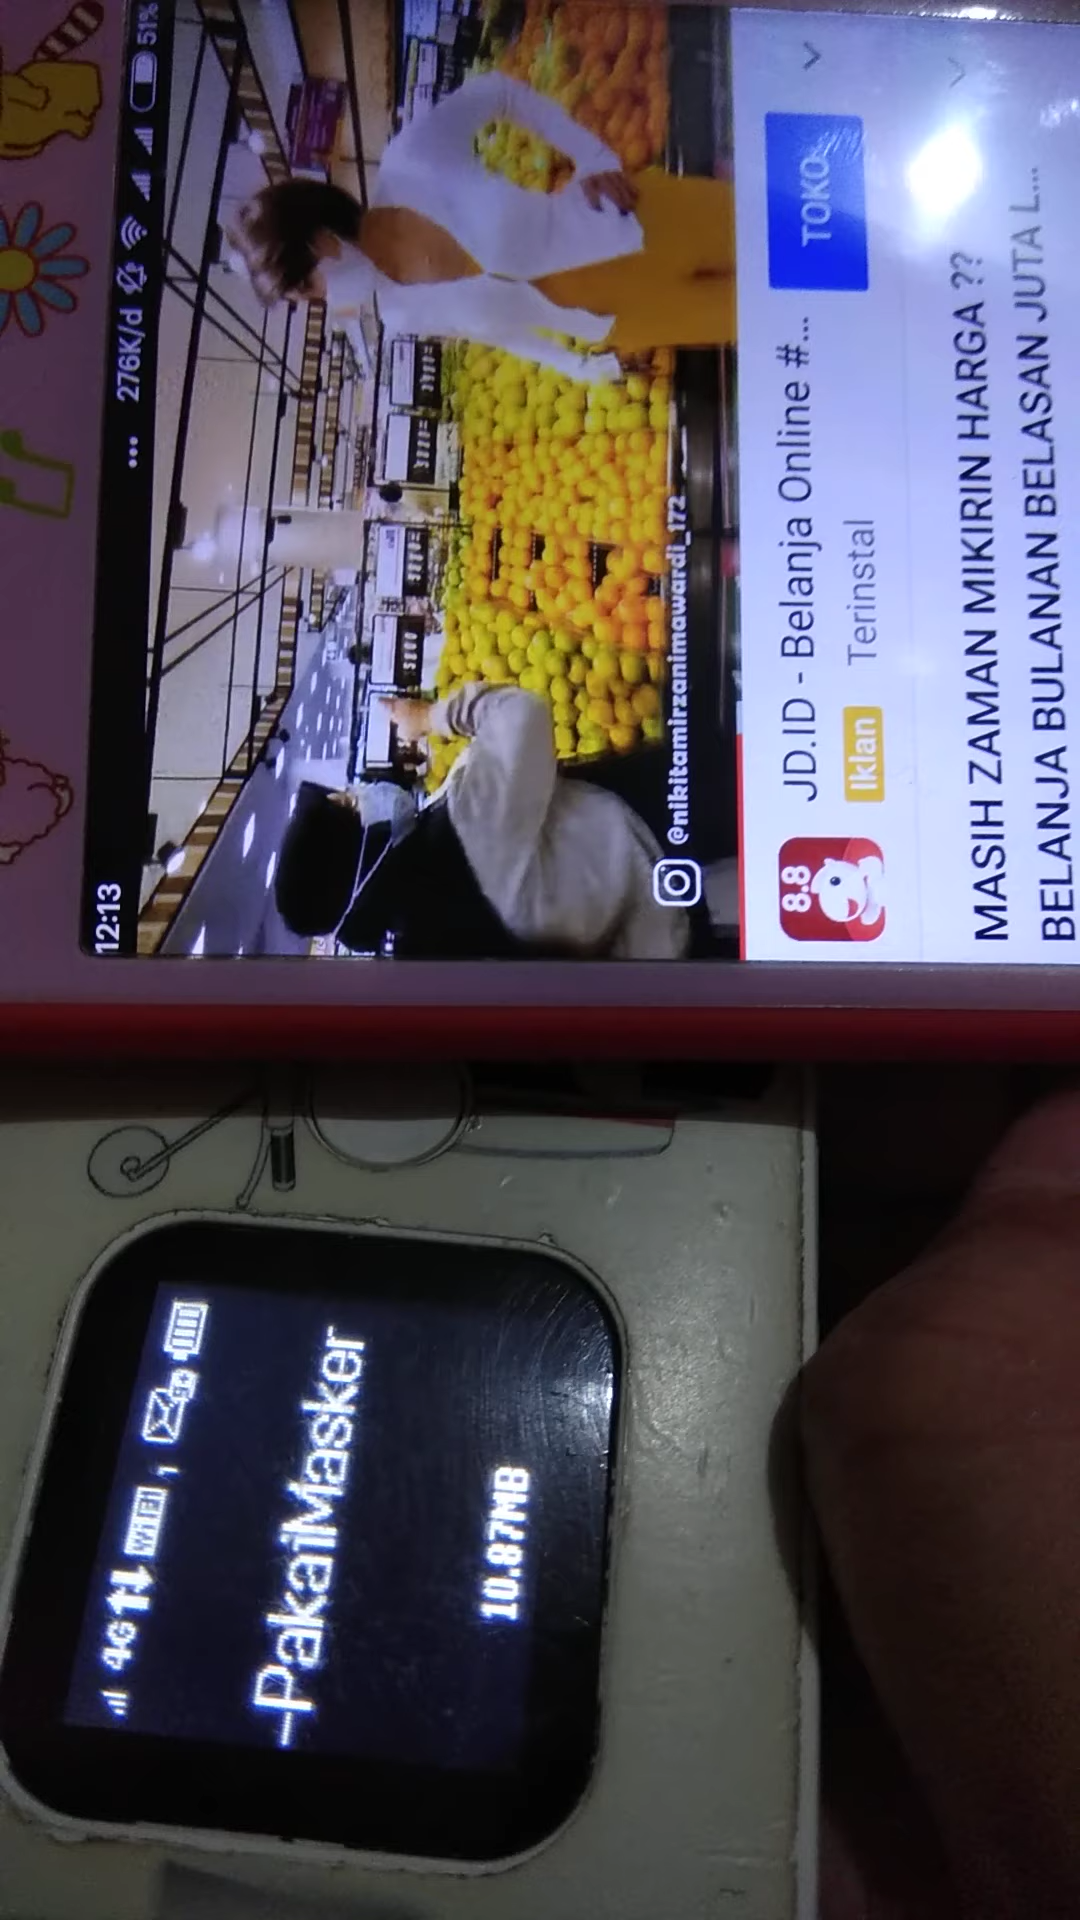 12:13 ... 276K/d 51%
@nikitamirzanimawardi_172
8.8
JD.ID - Belanja Online #...
Iklan Terinstal
TOKO
MASIH ZAMAN MIKIRIN HARGA ??
BELANJA BULANAN BELASAN JUTA L...
4G WiFi 1
-PakaiMasker
10.87MB